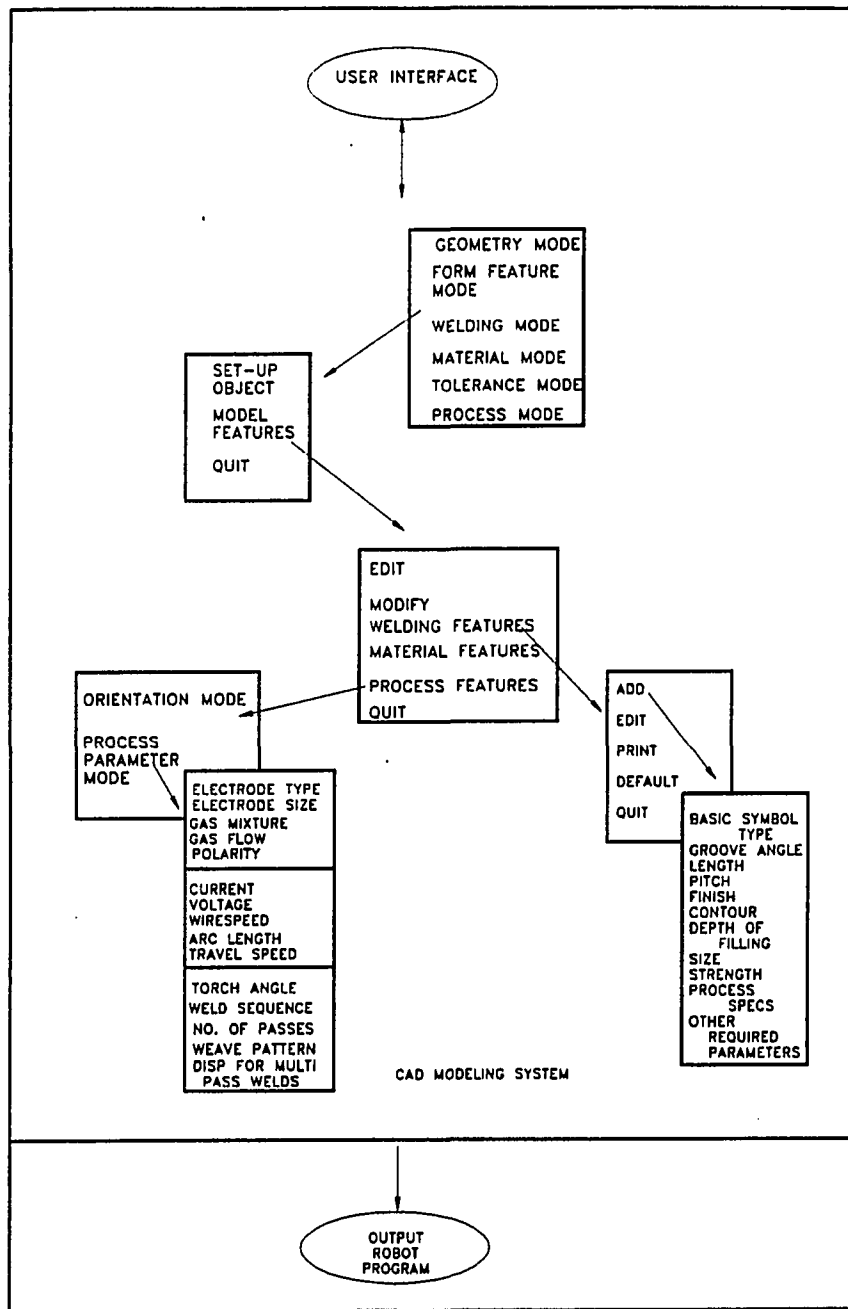 USER INTERFACE
GEOMETRY MODE
FORM FEATURE
MODE
WELDING MODE
MATERIAL MODE
TOLERANCE MODE
PROCESS MODE
SET-UP
OBJECT
MODEL
FEATURES
QUIT
EDIT
MODIFY
WELDING FEATURES
MATERIAL FEATURES
PROCESS FEATURES
QUIT
ORIENTATION MODE
PROCESS
PARAMETER
MODE
ELECTRODE TYPE
ELECTRODE SIZE
GAS MIXTURE
GAS FLOW
POLARITY
CURRENT
VOLTAGE
WIRESPEED
ARC LENGTH
TRAVEL SPEED
TORCH ANGLE
WELD SEQUENCE
NO. OF PASSES
WEAVE PATTERN
DISP FOR MULTI
PASS WELDS
ADD
EDIT
PRINT
DEFAULT
QUIT
BASIC SYMBOL
TYPE
GROOVE ANGLE
LENGTH
PITCH
FINISH
CONTOUR
DEPTH OF
FILLING
SIZE
STRENGTH
PROCESS
SPECS
OTHER
REQUIRED
PARAMETERS
CAD MODELING SYSTEM
OUTPUT
ROBOT
PROGRAM